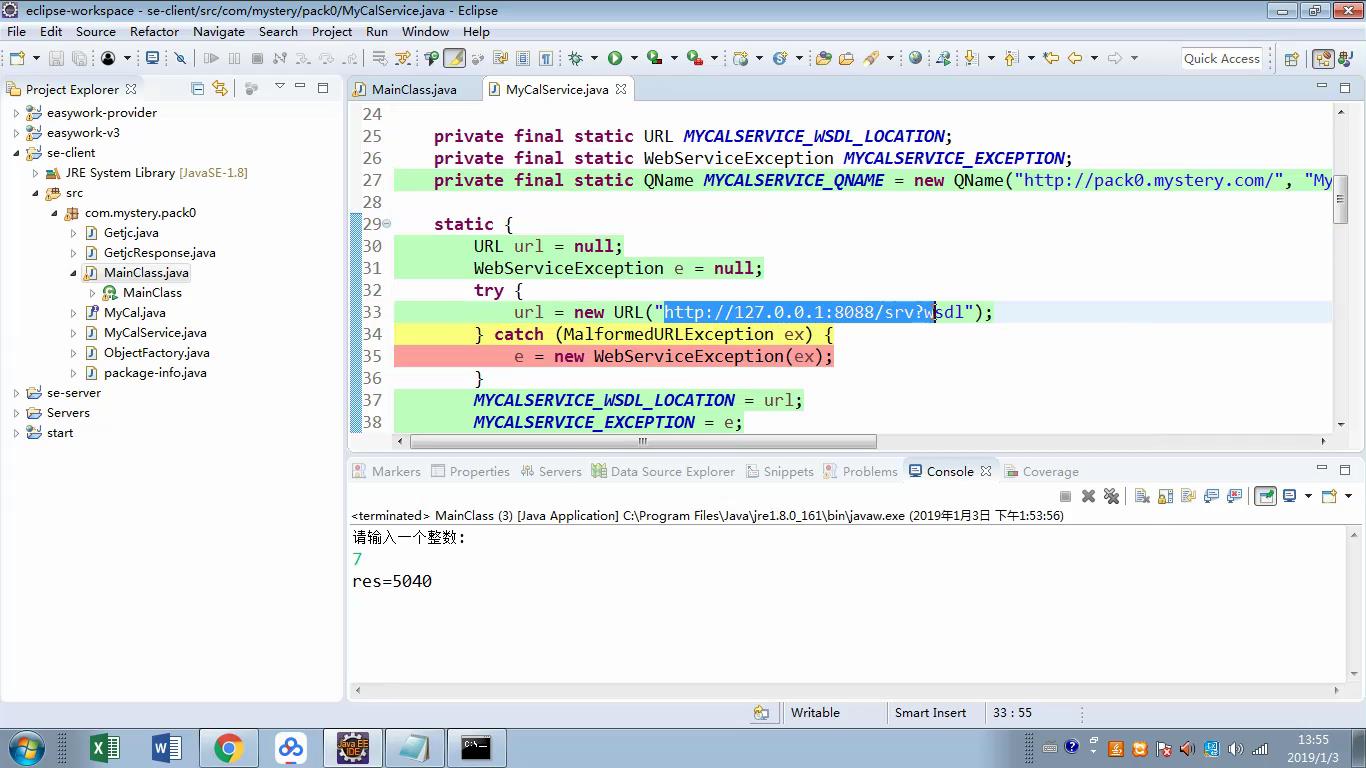 eclipse-workspace - se-client/src/com/mystery/pack0/MyCalService.java - Eclipse
File Edit Source Refactor Navigate Search Project Run Window Help
Quick Access
Project Explorer
easywork-provider
easywork-v3
se-client
JRE System Library [JavaSE-1.8]
src
com.mystery.pack0
Getjc.java
GetjcResponse.java
MainClass.java
MainClass
MyCal.java
MyCalService.java
ObjectFactory.java
package-info.java
se-server
Servers
start
MainClass.java MyCalService.java
24
25 private final static URL MYCALSERVICE_WSDL_LOCATION;
26 private final static WebServiceException MYCALSERVICE_EXCEPTION;
27 private final static QName MYCALSERVICE_QNAME = new QName("http://pack0.mystery.com/", "My
28
29 static {
30 URL url = null;
31 WebServiceException e = null;
32 try {
33 url = new URL("http://127.0.0.1:8088/srv?wsdl");
34 } catch (MalformedURLException ex) {
35 e = new WebServiceException(ex);
36 }
37 MYCALSERVICE_WSDL_LOCATION = url;
38 MYCALSERVICE_EXCEPTION = e;
Markers Properties Servers Data Source Explorer Snippets Problems Console Coverage
<terminated> MainClass (3) [Java Application] C:\Program Files\Java\jre1.8.0_161\bin\javaw.exe (2019年1月3日 下午1:53:56)
请输入一个整数:
7
res=5040
Writable Smart Insert 33 : 55
Java EE
IDE
13:55
2019/1/3